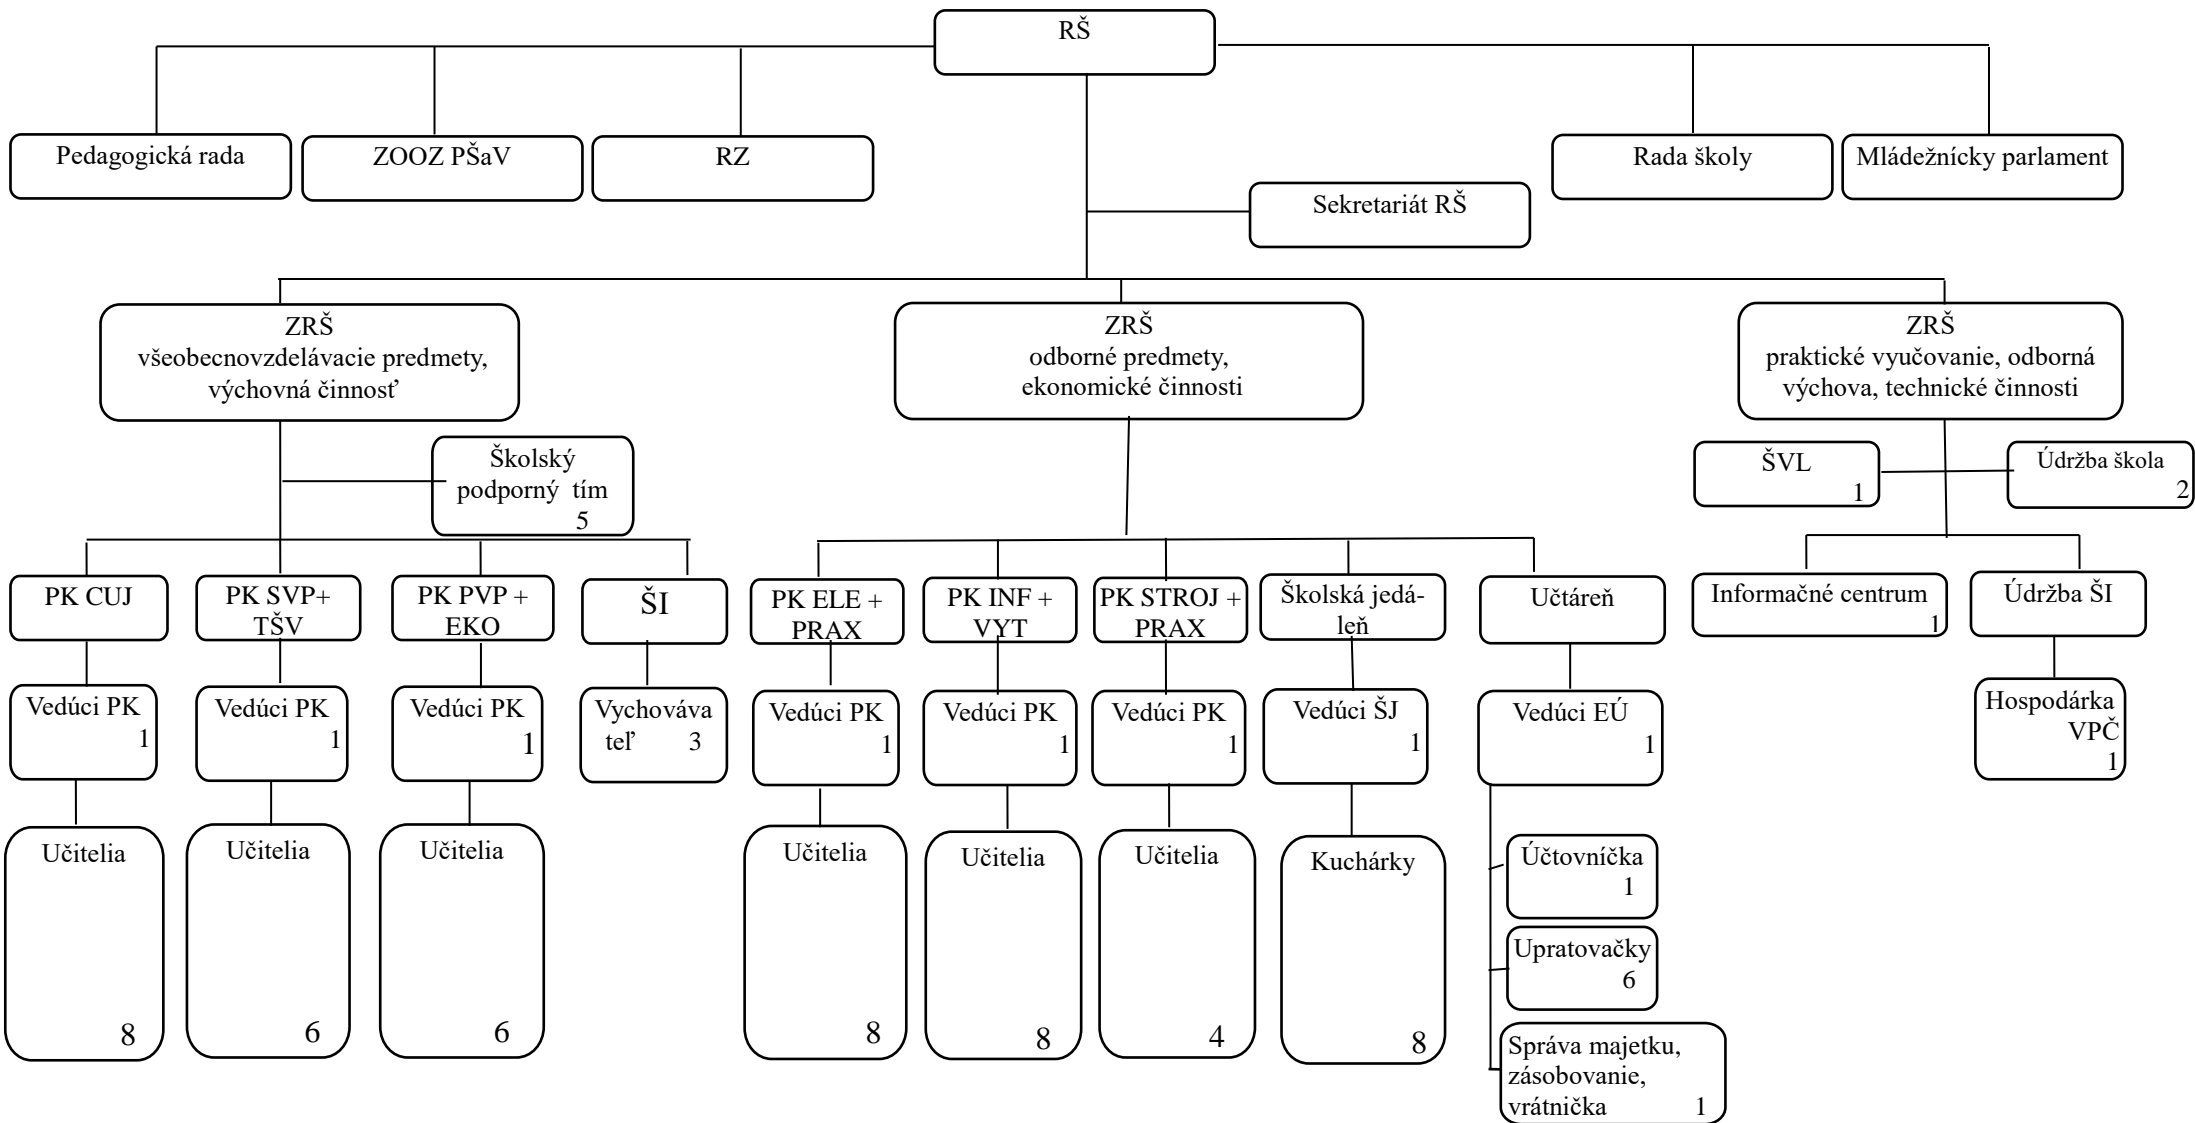 RŠ
Pedagogická rada
ZOOZ PŠaV
RZ
Rada školy
Mládežnícky parlament
Sekretariát RŠ
ZRŠ
všeobecnovzdelávacie predmety,
výchovná činnosť
ZRŠ
odborné predmety,
ekonomické činnosti
ZRŠ
praktické vyučovanie, odborná
výchova, technické činnosti
Školský
podporný tím
5
ŠVL
1
Údržba škola
2
PK CUJ
PK SVP+
TŠV
PK PVP +
EKO
ŠI
PK ELE +
PRAX
PK INF +
VYT
PK STROJ +
PRAX
Školská jedá-
leň
Učtáreň
Informačné centrum
1
Údržba ŠI
Vedúci PK
1
Vedúci PK
1
Vedúci PK
1
Vychováva
teľ 3
Vedúci PK
1
Vedúci PK
1
Vedúci PK
1
Vedúci ŠJ
1
Vedúci EÚ
1
Hospodárka
VPČ
1
Učitelia
8
Učitelia
6
Učitelia
6
Učitelia
8
Učitelia
8
Učitelia
4
Kuchárky
8
Účtovníčka
1
Upratovačky
6
Správa majetku,
zásobovanie,
vrátnička 1